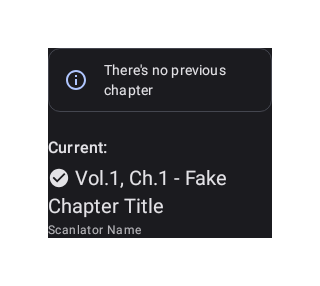 There's no previous
chapter
Current:
Vol.1, Ch.1 - Fake
Chapter Title
Scanlator Name